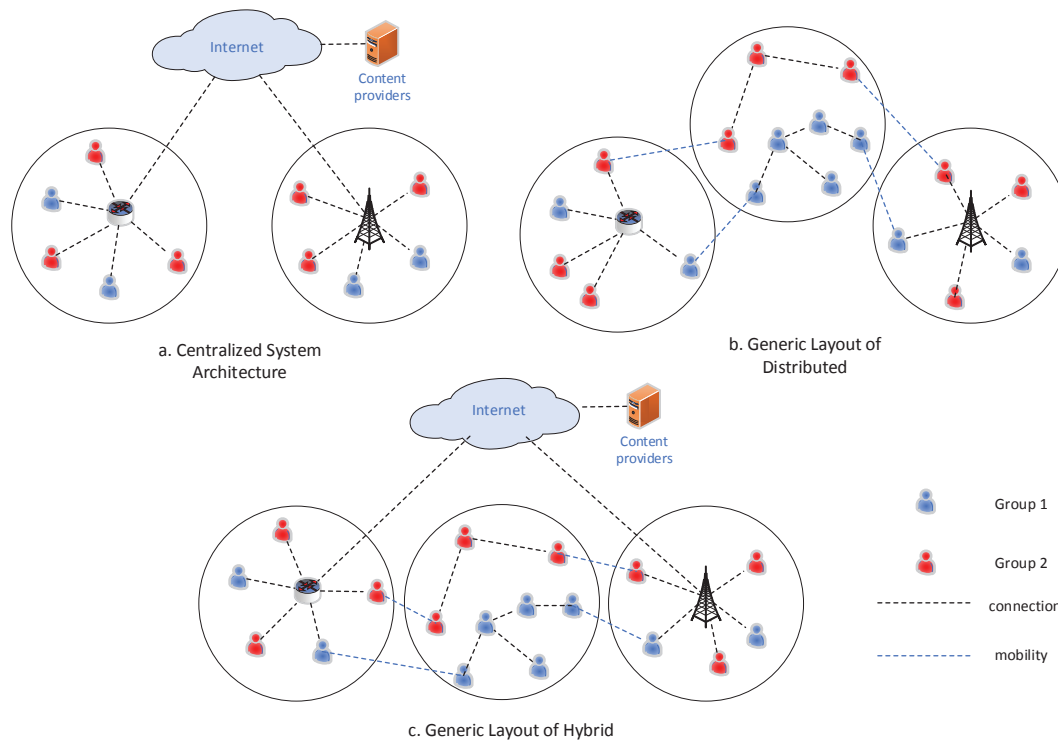 Internet
Content
providers
a. Centralized System
Architecture
b. Generic Layout of
Distributed
Internet
Content
providers
Group 1
Group 2
connection
mobility
c. Generic Layout of Hybrid